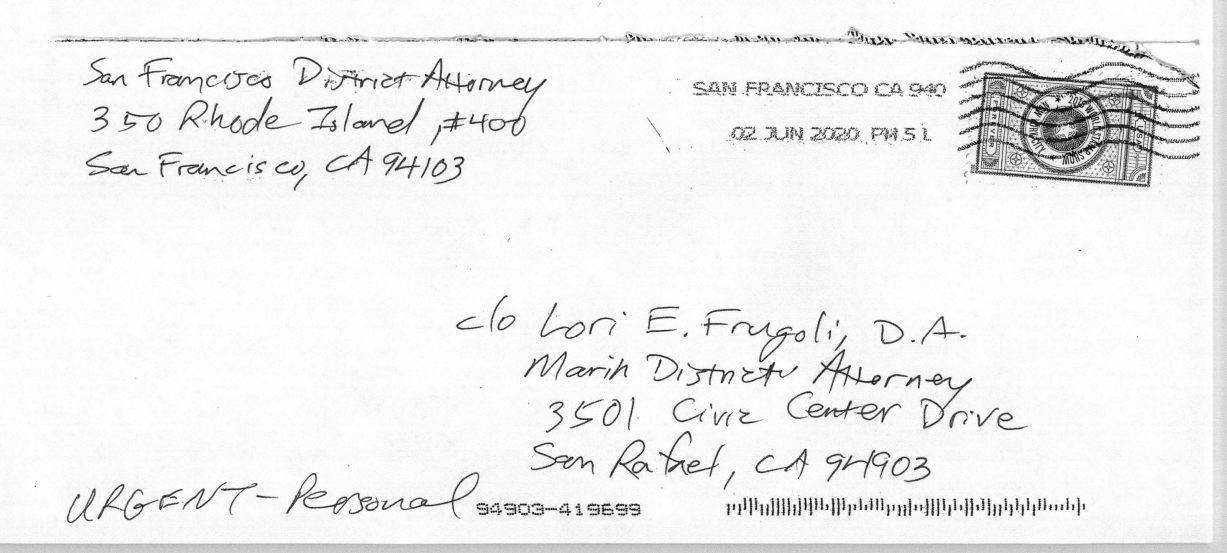 San Francisco District Attorney
350 Rhode Island, #400
San Francisco, CA 94103
SAN FRANCISCO CA 940
02 JUN 2020 PM 5 L
c/o Lori E. Frugoli, D.A.
Marin District Attorney
3501 Civic Center Drive
San Rafael, CA 94903
URGENT - Personal
94903-419699